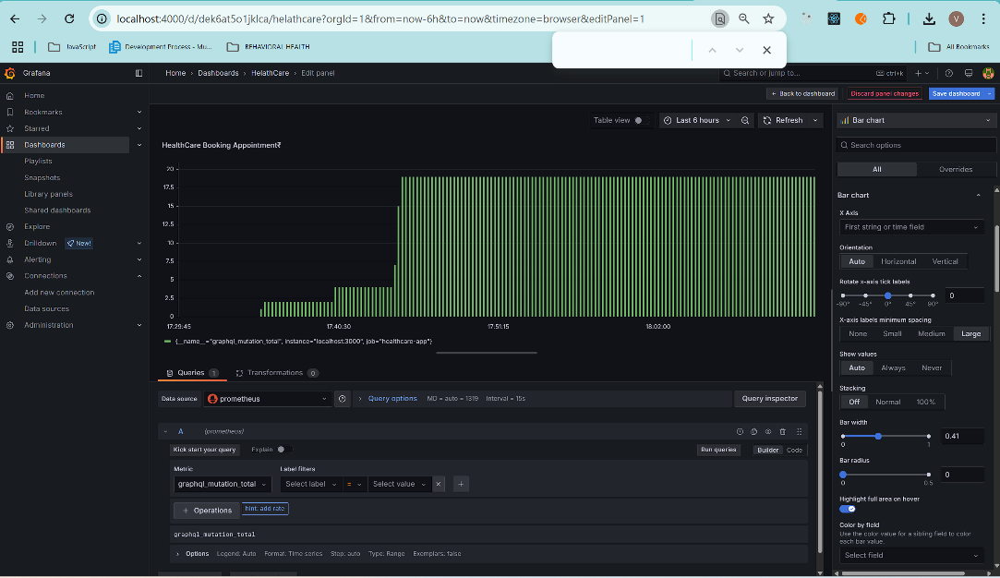 localhost:4000/d/dek6at5o1jklca/helathcare?orgId=1&from=now-6h&to=now&timezone=browser&editPanel=1
V
JavaScript
Development Process - Mu...
BEHAVIORAL HEALTH
All Bookmarks
Grafana
Home › Dashboards › HelathCare › Edit panel
Search or jump to...
ctrl+k
Back to dashboard
Discard panel changes
Save dashboard
Home
Bookmarks
Starred
Dashboards
Playlists
Snapshots
Library panels
Shared dashboards
Explore
Drilldown
New!
Alerting
Connections
Add new connection
Data sources
Administration
Table view
Last 6 hours
Refresh
HealthCare Booking Appointment₹
20
17.5
15
12.5
10
7.5
5
2.5
0
17:29:45
17:40:30
17:51:15
18:02:00
{__name__="graphql_mutation_total", instance="localhost:3000", job="healthcare-app"}
Queries 1
Transformations 0
Data source
prometheus
Query options
MD = auto = 1319
Interval = 15s
Query inspector
A
(prometheus)
Kick start your query
Explain
Run queries
Builder
Code
Metric
Label filters
graphql_mutation_total
Select label
=
Select value
+ Operations
hint: add rate
graphql_mutation_total
Options
Legend: Auto
Format: Time series
Step: auto
Type: Range
Exemplars: false
Bar chart
Search options
All
Overrides
Bar chart
X Axis
First string or time field
Orientation
Auto
Horizontal
Vertical
Rotate x-axis tick labels
0
-90° -45° 0° 45° 90°
X-axis labels minimum spacing
None
Small
Medium
Large
Show values
Auto
Always
Never
Stacking
Off
Normal
100%
Bar width
0.41
0 1
Bar radius
0
0 0.5
Highlight full area on hover
Color by field
Use the color value for a sibling field to color
each bar value.
Select field